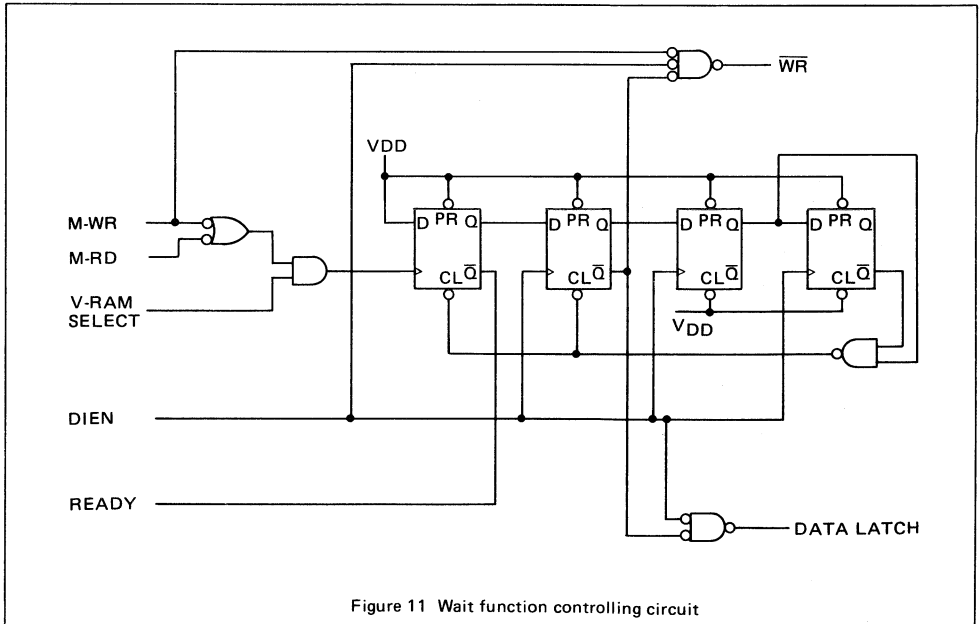 WR
VDD
D PR Q
D PR Q
D PR Q
D PR Q
CL Q
CL Q
CL Q
CL Q
M-WR
M-RD
V-RAM
SELECT
VDD
DIEN
READY
DATA LATCH
Figure 11 Wait function controlling circuit